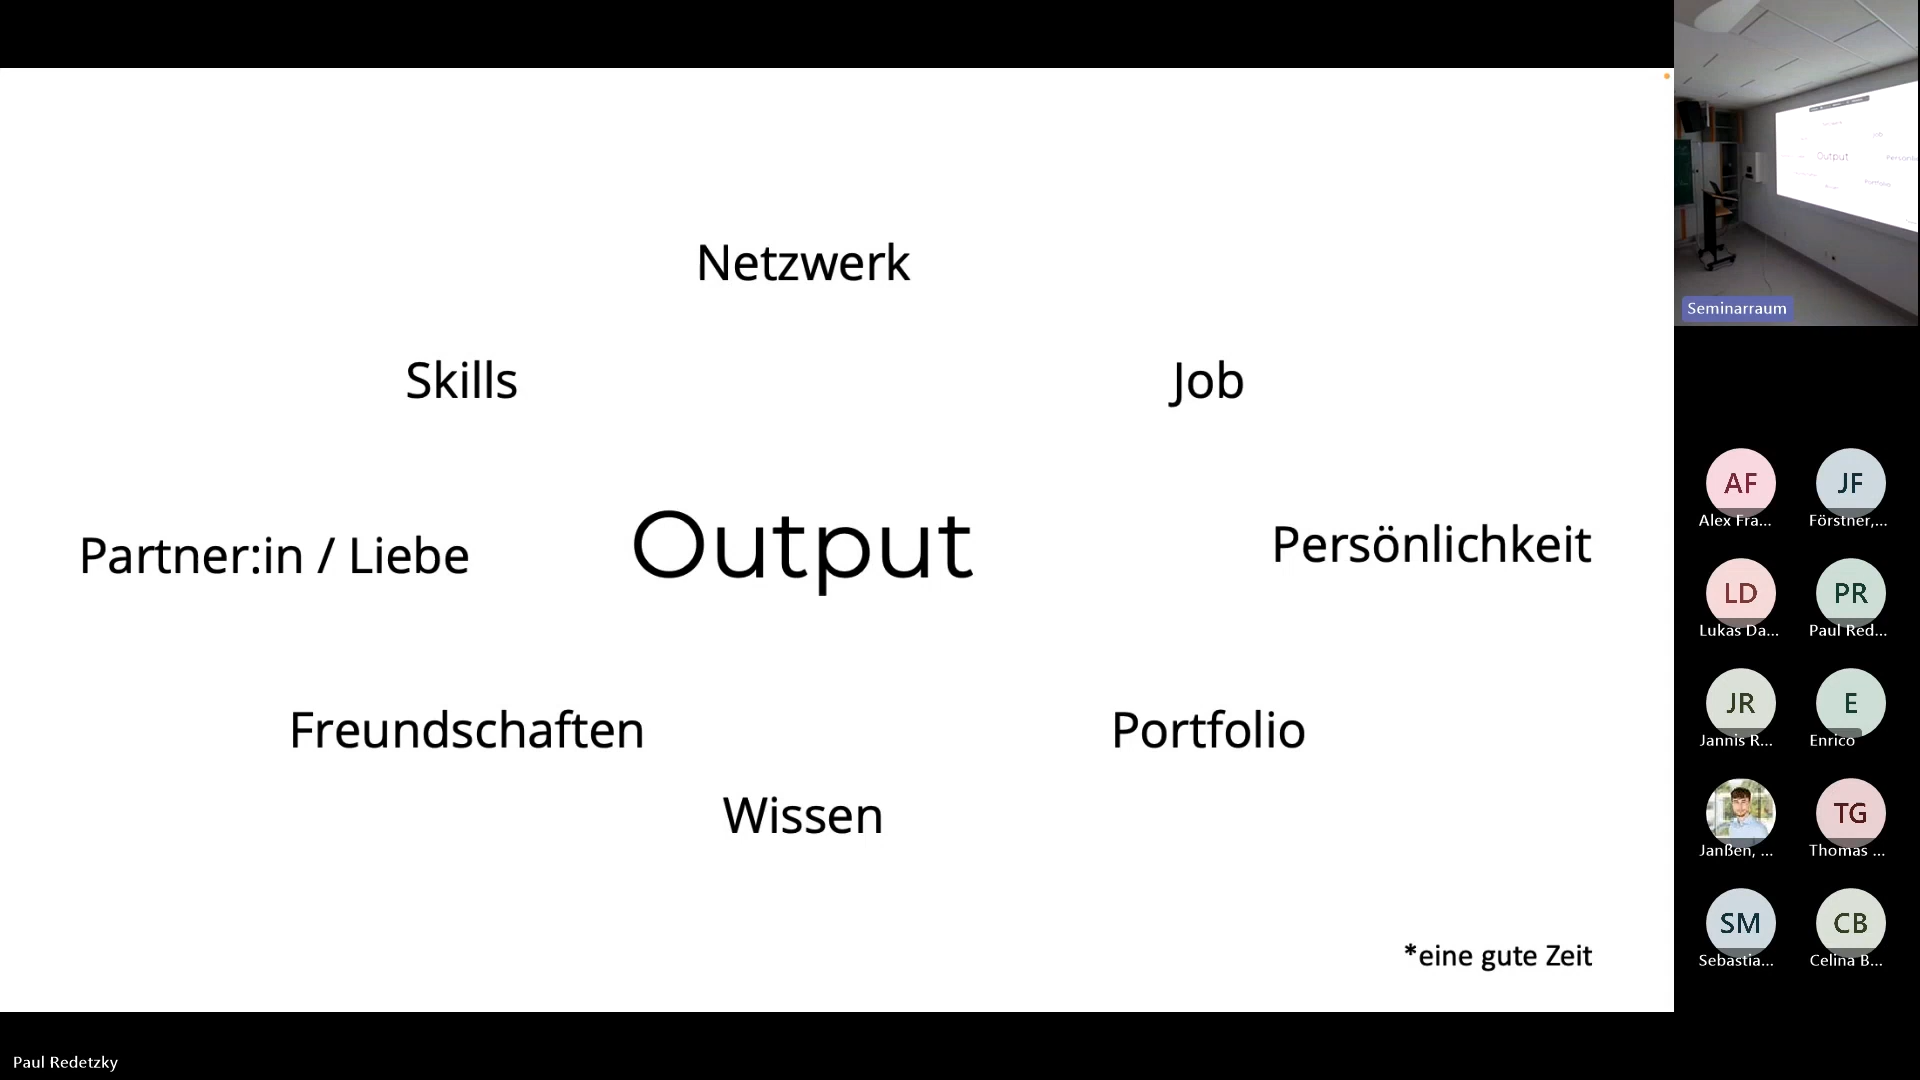 Netzwerk
Skills
Job
Partner:in / Liebe
Output
Persönlichkeit
Freundschaften
Portfolio
Wissen
*eine gute Zeit
Output
Seminarraum
AF
Alex Fra...
JF
Förstner,...
LD
Lukas Da...
PR
Paul Red...
JR
Jannis R...
E
Enrico
Janßen, ...
TG
Thomas ...
SM
Sebastia...
CB
Celina B...
Paul Redetzky